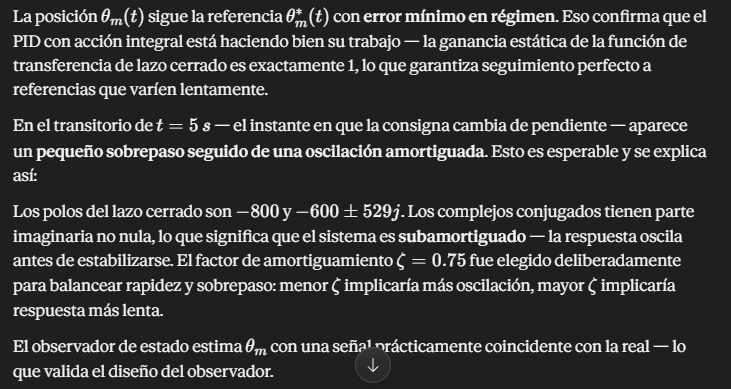 La posición θₘ(t) sigue la referencia θₘ*(t) con error mínimo en régimen. Eso confirma que el
PID con acción integral está haciendo bien su trabajo — la ganancia estática de la función de
transferencia de lazo cerrado es exactamente 1, lo que garantiza seguimiento perfecto a
referencias que varíen lentamente.
En el transitorio de t = 5 s — el instante en que la consigna cambia de pendiente — aparece
un pequeño sobrepaso seguido de una oscilación amortiguada. Esto es esperable y se explica
así:
Los polos del lazo cerrado son −800 y −600 ± 529j. Los complejos conjugados tienen parte
imaginaria no nula, lo que significa que el sistema es subamortiguado — la respuesta oscila
antes de estabilizarse. El factor de amortiguamiento ζ = 0.75 fue elegido deliberadamente
para balancear rapidez y sobrepaso: menor ζ implicaría más oscilación, mayor ζ implicaría
respuesta más lenta.
El observador de estado estima θₘ con una señal prácticamente coincidente con la real — lo
que valida el diseño del observador.